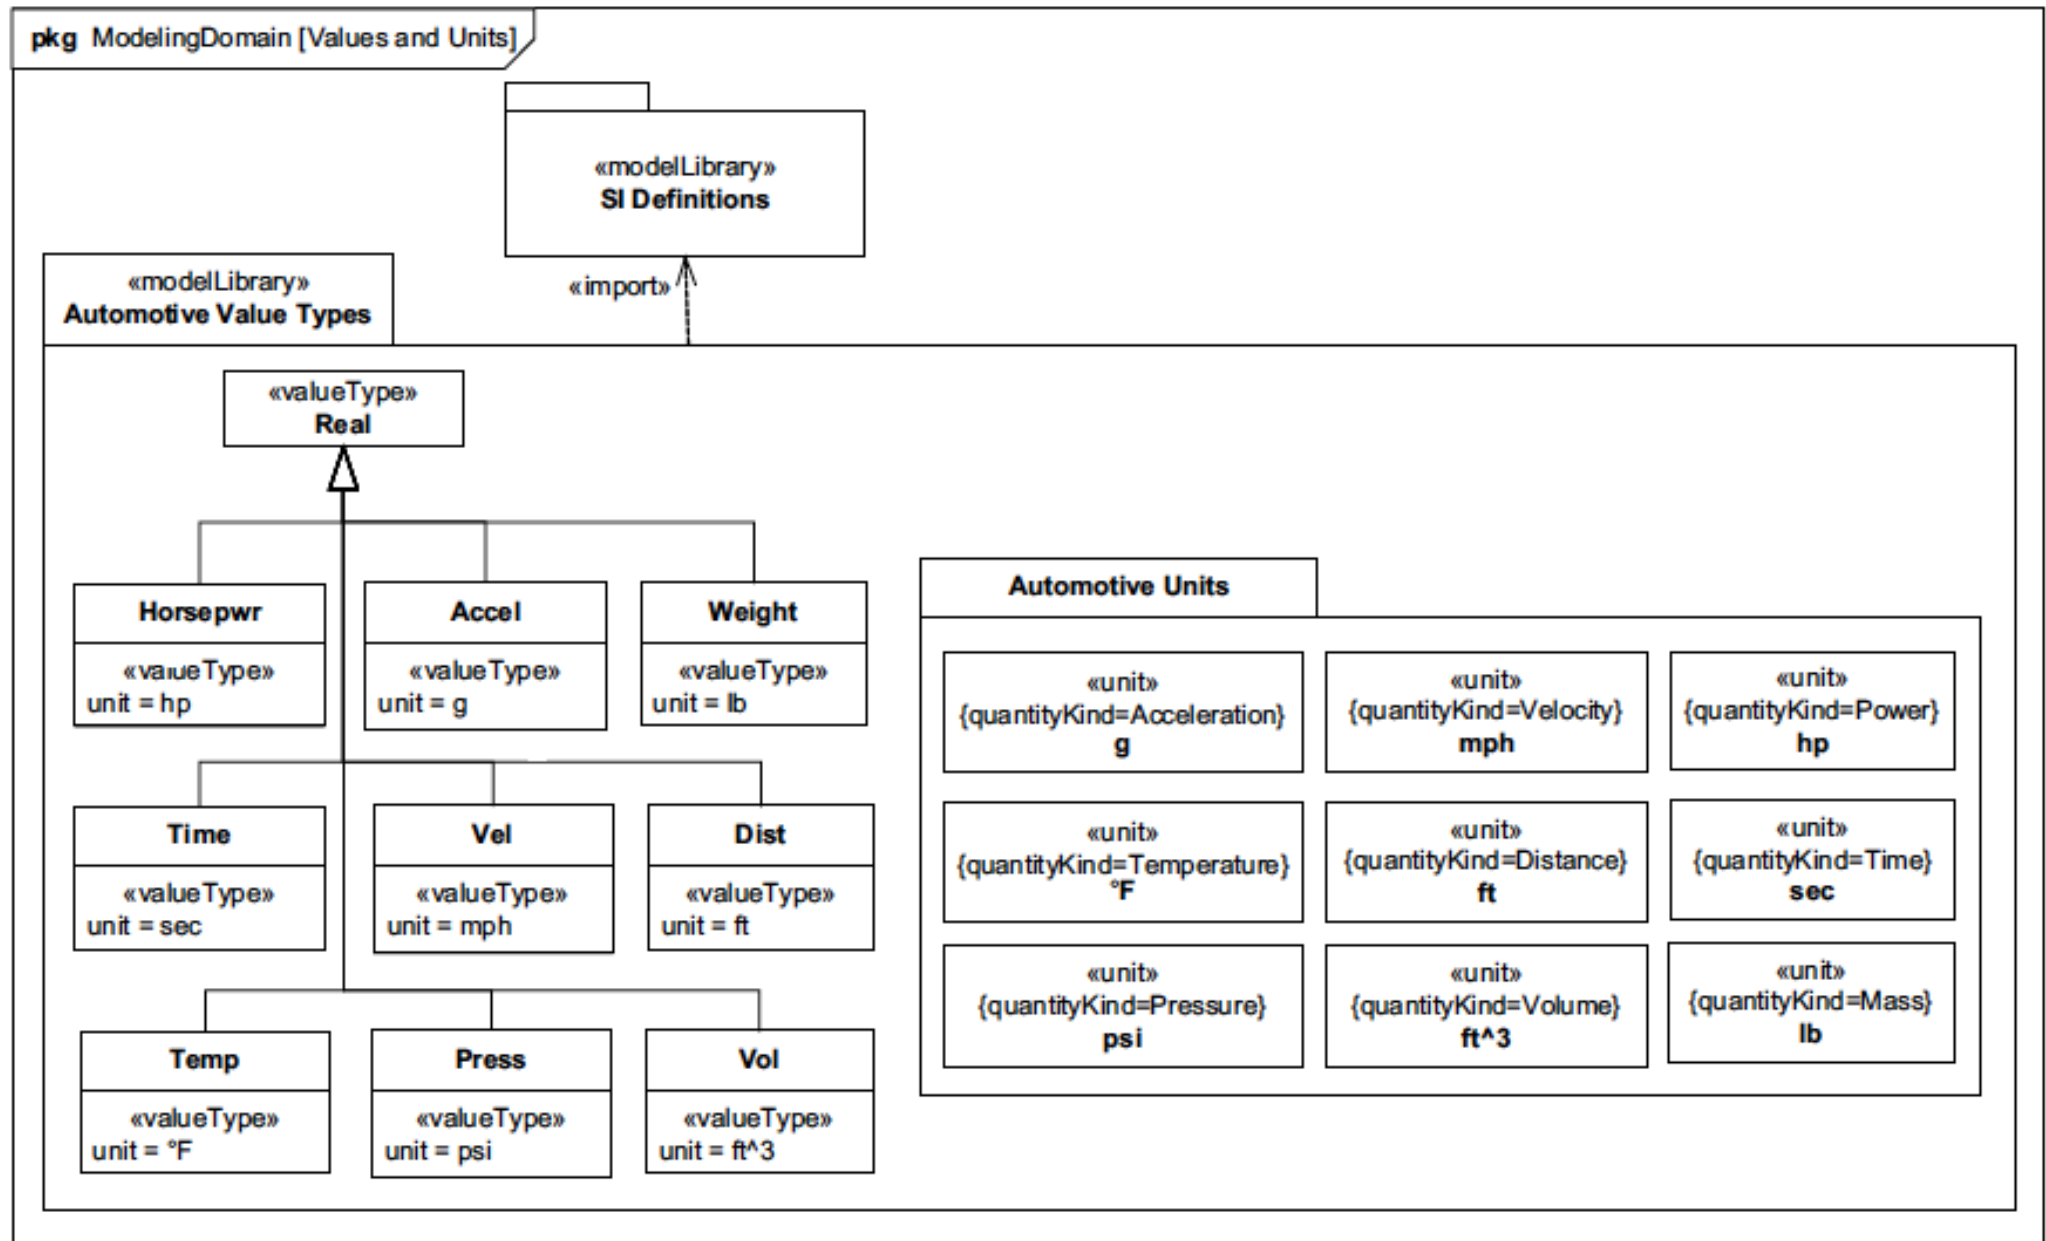 pkg ModelingDomain [Values and Units]
«modelLibrary»
SI Definitions
«import»
«modelLibrary»
Automotive Value Types
«valueType»
Real
Horsepwr
«valueType»
unit = hp
Accel
«valueType»
unit = g
Weight
«valueType»
unit = lb
Time
«valueType»
unit = sec
Vel
«valueType»
unit = mph
Dist
«valueType»
unit = ft
Temp
«valueType»
unit = °F
Press
«valueType»
unit = psi
Vol
«valueType»
unit = ft^3
Automotive Units
«unit»
{quantityKind=Acceleration}
g
«unit»
{quantityKind=Velocity}
mph
«unit»
{quantityKind=Power}
hp
«unit»
{quantityKind=Temperature}
°F
«unit»
{quantityKind=Distance}
ft
«unit»
{quantityKind=Time}
sec
«unit»
{quantityKind=Pressure}
psi
«unit»
{quantityKind=Volume}
ft^3
«unit»
{quantityKind=Mass}
lb